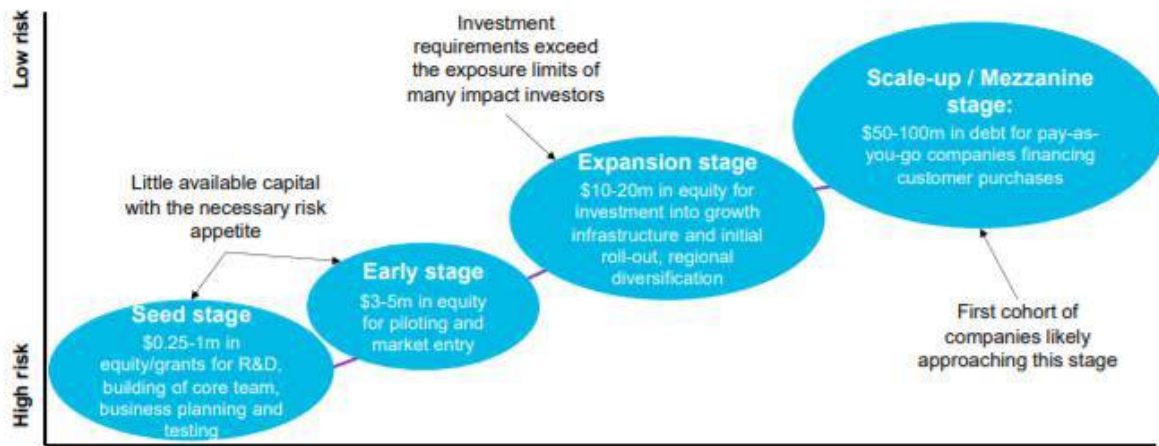 Low risk
High risk
Investment
requirements exceed
the exposure limits of
many impact investors
Scale-up / Mezzanine
stage:
$50-100m in debt for pay-as-
you-go companies financing
customer purchases
Little available capital
with the necessary risk
appetite
Expansion stage
$10-20m in equity for
investment into growth
infrastructure and initial
roll-out, regional
diversification
Early stage
$3-5m in equity
for piloting and
market entry
Seed stage
$0.25-1m in
equity/grants for R&D,
building of core team,
business planning and
testing
First cohort of
companies likely
approaching this stage